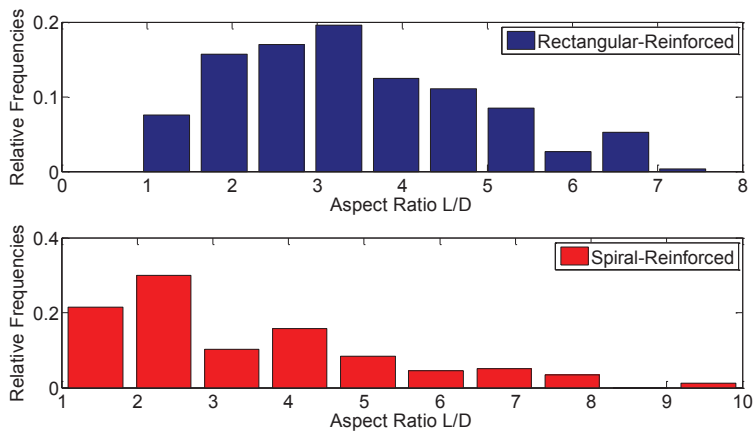 Relative Frequencies
0.2
0.1
0
Rectangular-Reinforced
0 1 2 3 4 5 6 7 8
Aspect Ratio L/D
Relative Frequencies
0.4
0.2
0
Spiral-Reinforced
1 2 3 4 5 6 7 8 9 10
Aspect Ratio L/D